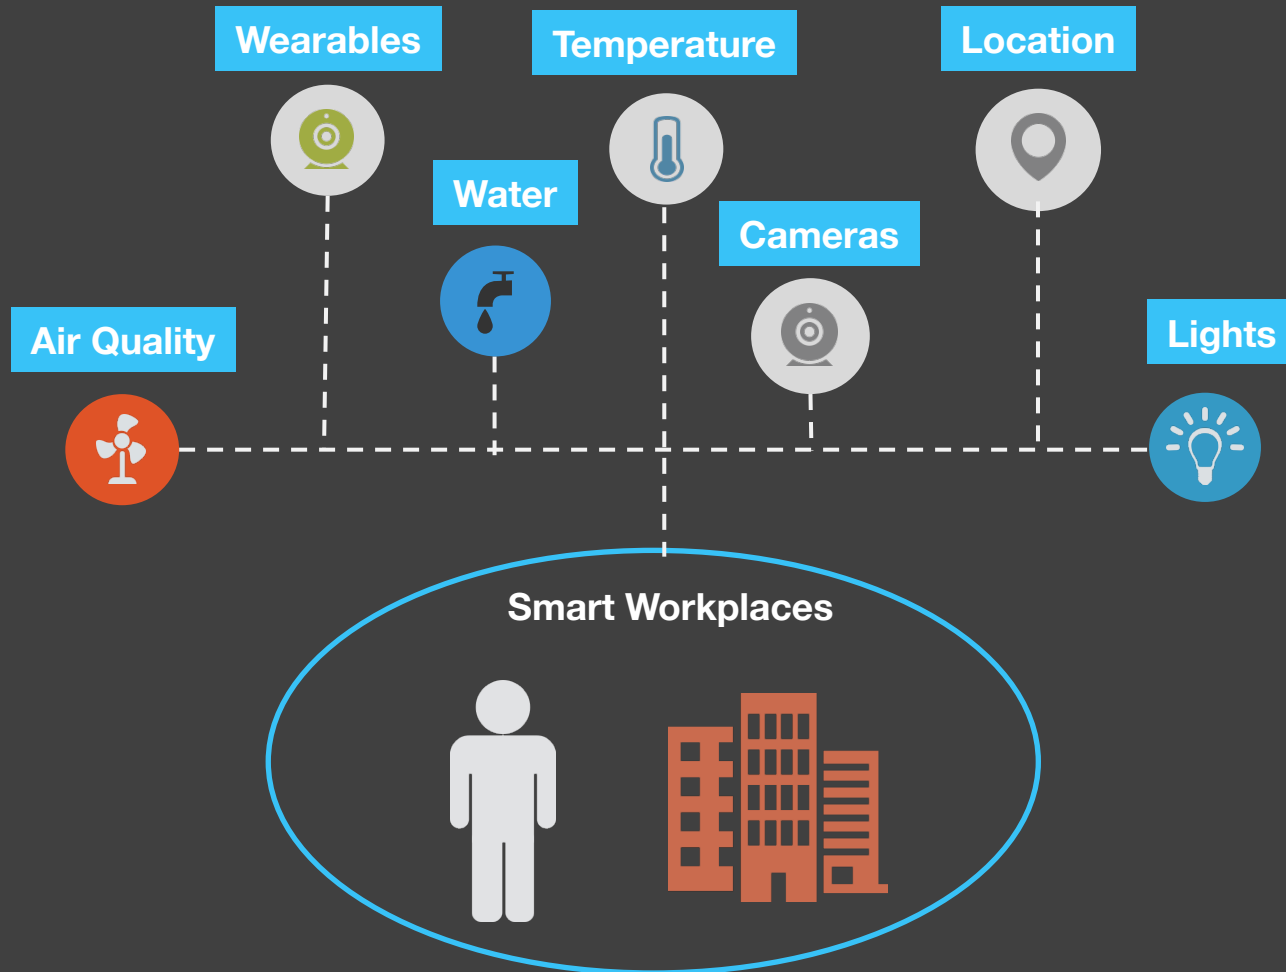 Wearables
Temperature
Location
Water
Cameras
Air Quality
Lights
Smart Workplaces